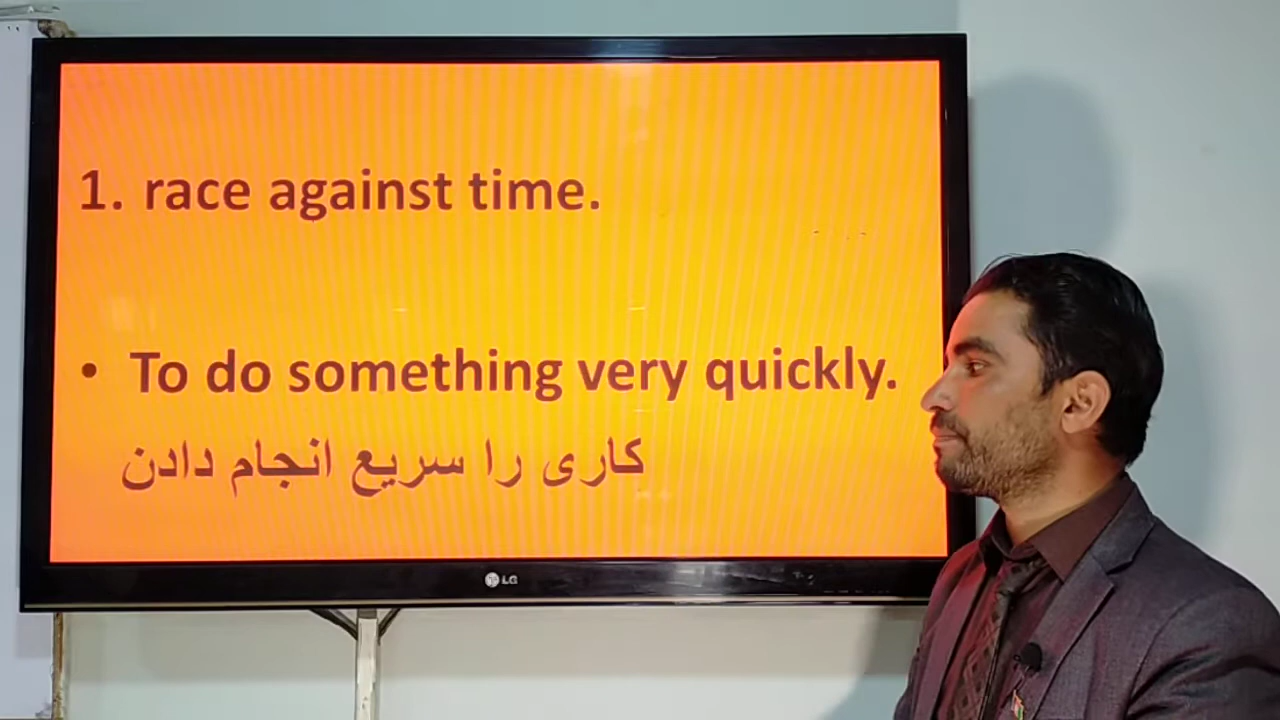 1. race against time.
• To do something very quickly.
کاری را سریع انجام دادن
LG